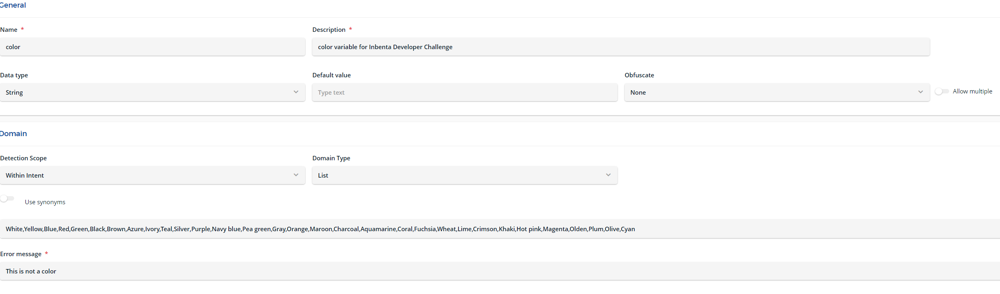 General
Name *
Description *
color
color variable for Inbenta Developer Challenge
Data type
Default value
Obfuscate
String
Type text
None
Allow multiple
Domain
Detection Scope
Domain Type
Within Intent
List
Use synonyms
White,Yellow,Blue,Red,Green,Black,Brown,Azure,Ivory,Teal,Silver,Purple,Navy blue,Pea green,Gray,Orange,Maroon,Charcoal,Aquamarine,Coral,Fuchsia,Wheat,Lime,Crimson,Khaki,Hot pink,Magenta,Olden,Plum,Olive,Cyan
Error message *
This is not a color